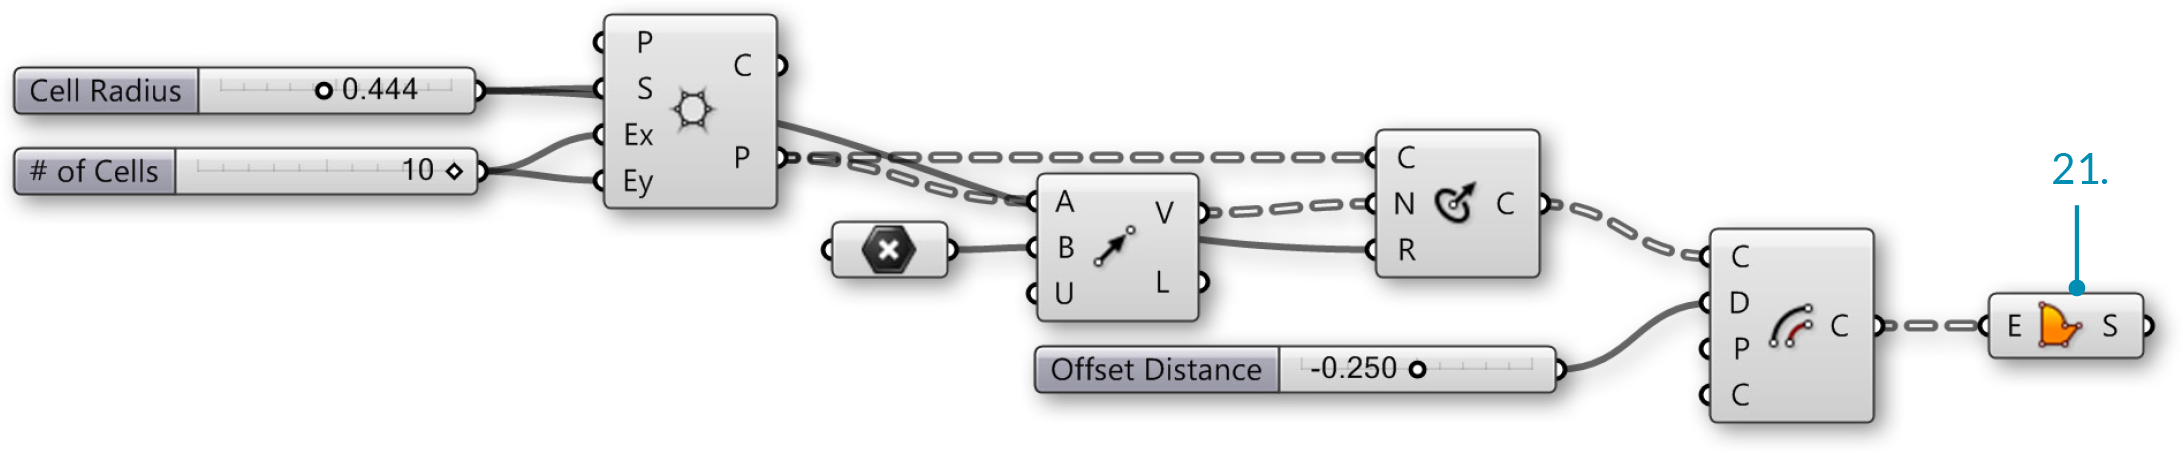 Cell Radius 0.444
# of Cells 10
P
S
Ex
Ey
C
P
A
B
U
V
L
C
N
R
C
Offset Distance -0.250
C
D
P
C
C
21.
E S